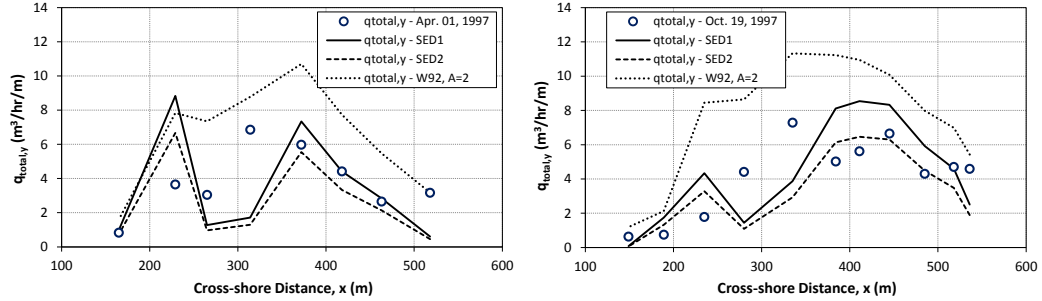 14
12
10
8
6
4
2
0
q_total,y (m³/hr/m)
100 200 300 400 500 600
Cross-shore Distance, x (m)
qtotal,y - Apr. 01, 1997
qtotal,y - SED1
qtotal,y - SED2
qtotal,y - W92, A=2
14
12
10
8
6
4
2
0
q_total,y (m³/hr/m)
100 200 300 400 500 600
Cross-shore Distance, x (m)
qtotal,y - Oct. 19, 1997
qtotal,y - SED1
qtotal,y - SED2
qtotal,y - W92, A=2